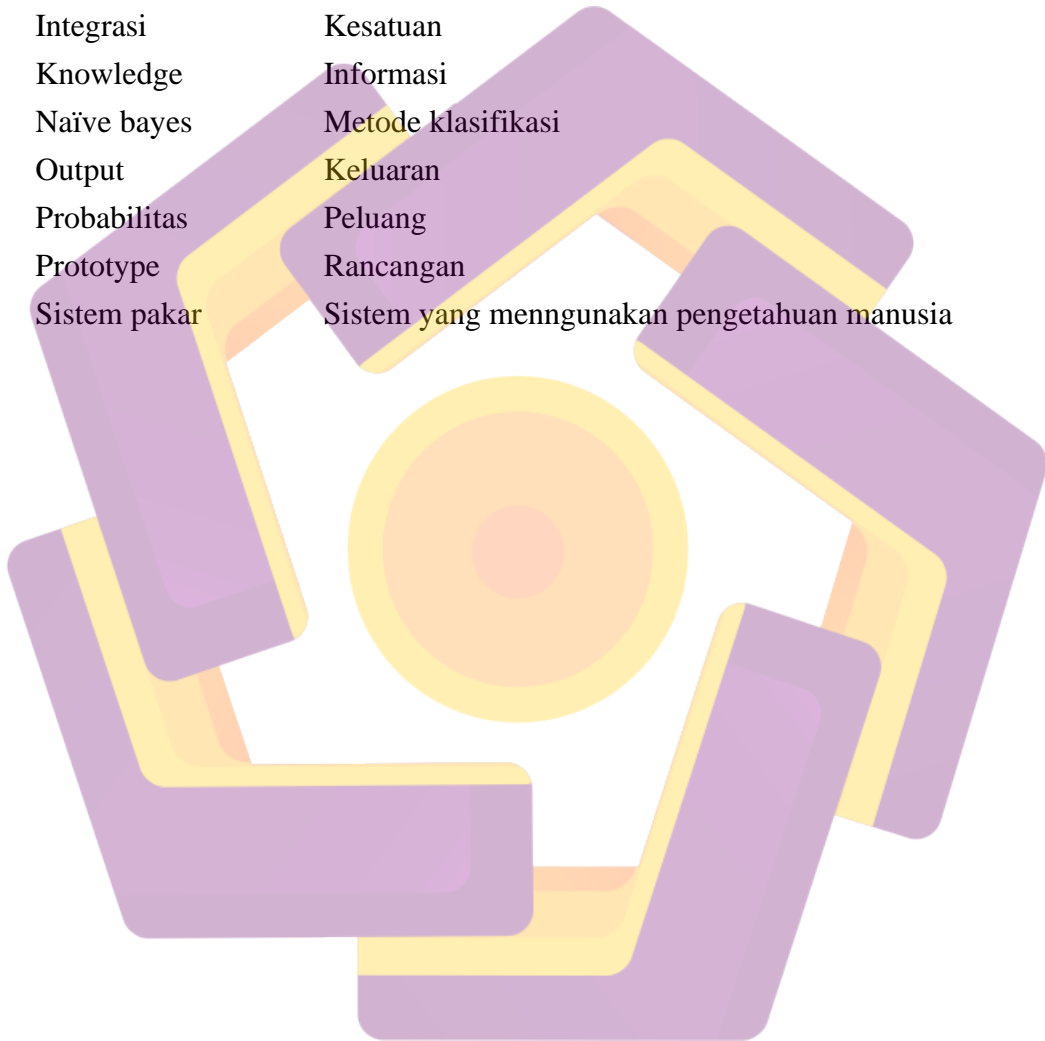 Integrasi Kesatuan
Knowledge Informasi
Naïve bayes Metode klasifikasi
Output Keluaran
Probabilitas Peluang
Prototype Rancangan
Sistem pakar Sistem yang menngunakan pengetahuan manusia